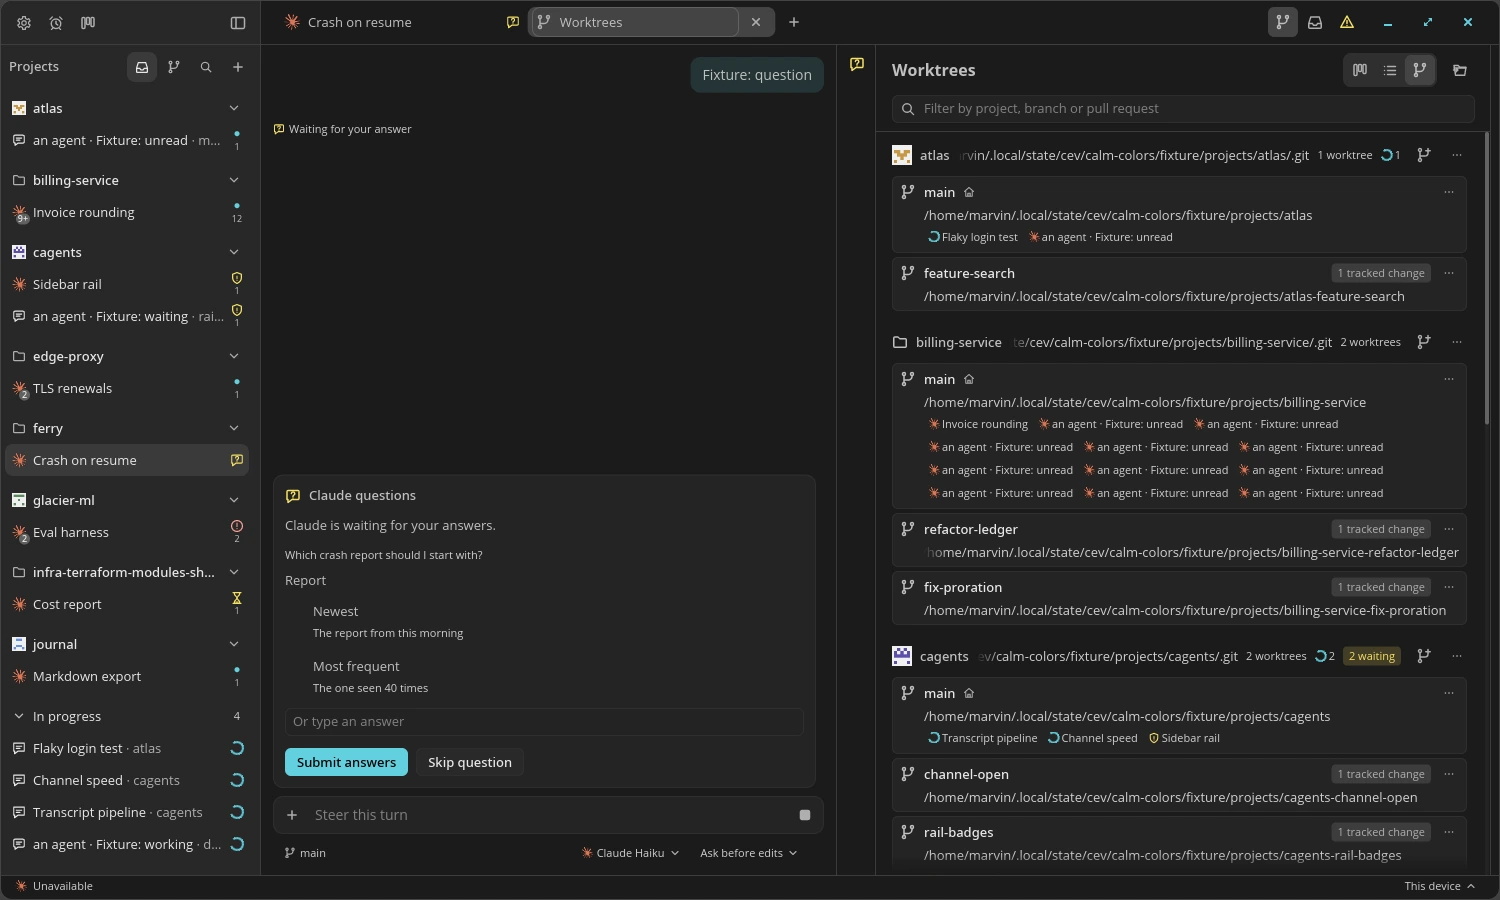 Crash on resume
Worktrees
Projects
atlas
an agent · Fixture: unread · m...
1
billing-service
Invoice rounding
9+
12
cagents
Sidebar rail
1
an agent · Fixture: waiting · rai...
1
edge-proxy
TLS renewals
2
1
ferry
Crash on resume
glacier-ml
Eval harness
2
2
infra-terraform-modules-sh...
Cost report
1
journal
Markdown export
1
In progress
4
Flaky login test · atlas
Channel speed · cagents
Transcript pipeline · cagents
an agent · Fixture: working · d...
Fixture: question
Waiting for your answer
Claude questions
Claude is waiting for your answers.
Which crash report should I start with?
Report
Newest
The report from this morning
Most frequent
The one seen 40 times
Or type an answer
Submit answers
Skip question
Steer this turn
main
Claude Haiku
Ask before edits
Worktrees
Filter by project, branch or pull request
atlas rvin/.local/state/cev/calm-colors/fixture/projects/atlas/.git 1 worktree 1
main
/home/marvin/.local/state/cev/calm-colors/fixture/projects/atlas
Flaky login test an agent · Fixture: unread
feature-search 1 tracked change
/home/marvin/.local/state/cev/calm-colors/fixture/projects/atlas-feature-search
billing-service te/cev/calm-colors/fixture/projects/billing-service/.git 2 worktrees
main
/home/marvin/.local/state/cev/calm-colors/fixture/projects/billing-service
Invoice rounding an agent · Fixture: unread an agent · Fixture: unread
an agent · Fixture: unread an agent · Fixture: unread an agent · Fixture: unread
an agent · Fixture: unread an agent · Fixture: unread an agent · Fixture: unread
an agent · Fixture: unread an agent · Fixture: unread an agent · Fixture: unread
refactor-ledger 1 tracked change
home/marvin/.local/state/cev/calm-colors/fixture/projects/billing-service-refactor-ledger
fix-proration 1 tracked change
/home/marvin/.local/state/cev/calm-colors/fixture/projects/billing-service-fix-proration
cagents ev/calm-colors/fixture/projects/cagents/.git 2 worktrees 2 2 waiting
main
/home/marvin/.local/state/cev/calm-colors/fixture/projects/cagents
Transcript pipeline Channel speed Sidebar rail
channel-open 1 tracked change
/home/marvin/.local/state/cev/calm-colors/fixture/projects/cagents-channel-open
rail-badges 1 tracked change
/home/marvin/.local/state/cev/calm-colors/fixture/projects/cagents-rail-badges
Unavailable
This device